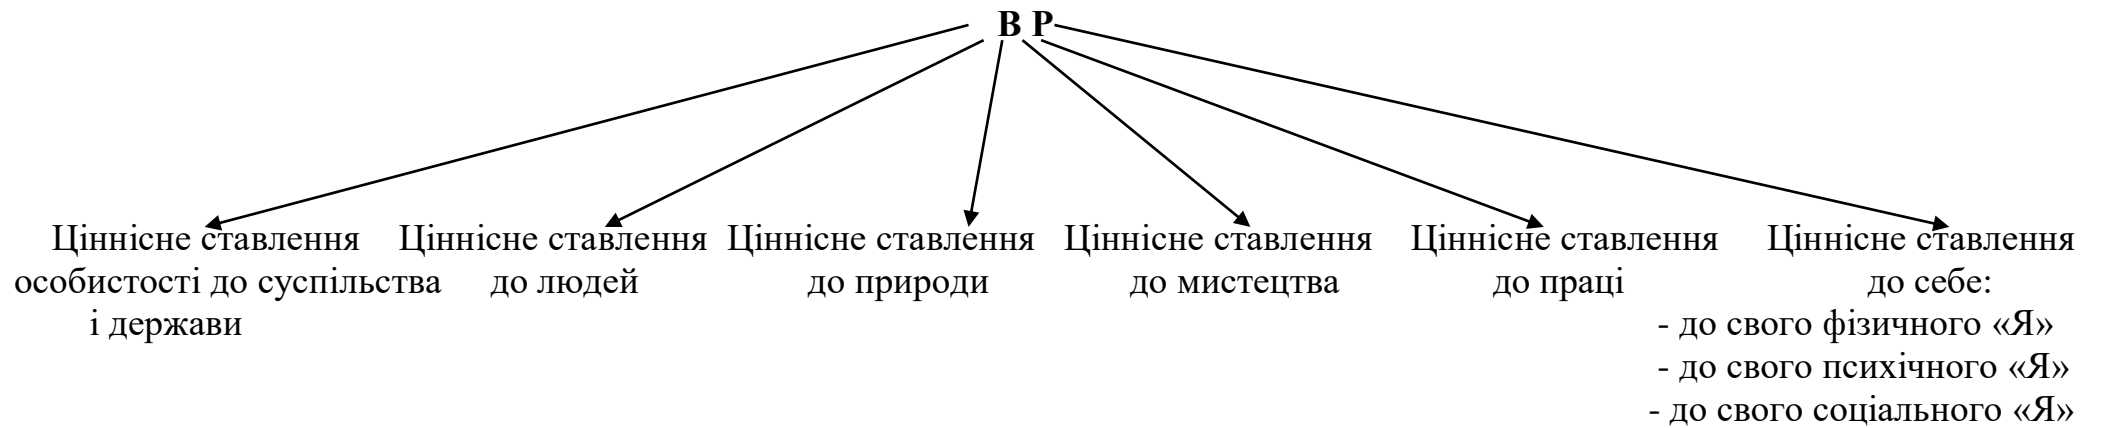 В Р
Ціннісне ставлення
особистості до суспільства
і держави
Ціннісне ставлення
до людей
Ціннісне ставлення
до природи
Ціннісне ставлення
до мистецтва
Ціннісне ставлення
до праці
Ціннісне ставлення
до себе:
- до свого фізичного «Я»
- до свого психічного «Я»
- до свого соціального «Я»